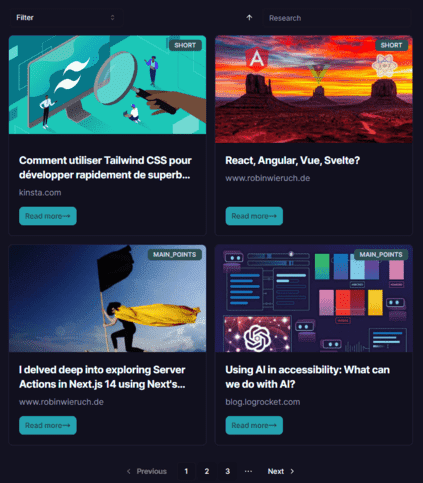 Filter
Research
SHORT
SHORT
Comment utiliser Tailwind CSS pour
développer rapidement de superb...
kinsta.com
Read more→
React, Angular, Vue, Svelte?
www.robinwieruch.de
Read more→
MAIN_POINTS
MAIN_POINTS
I delved deep into exploring Server
Actions in Next.js 14 using Next's...
www.robinwieruch.de
Read more→
Using AI in accessibility: What can
we do with AI?
blog.logrocket.com
Read more→
Previous 1 2 3 ... Next